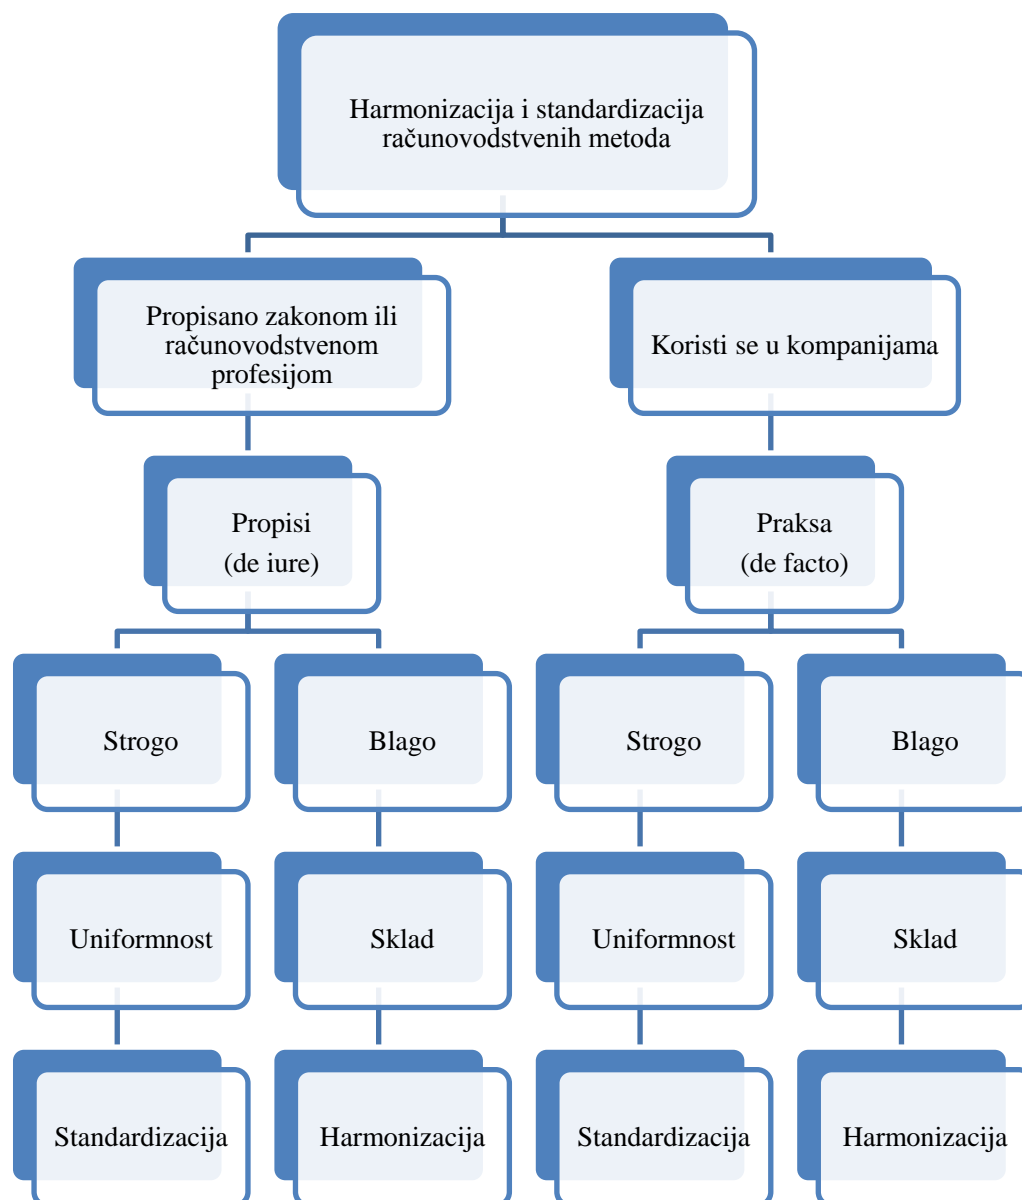 Harmonizacija i standardizacija
računovodstvenih metoda
Propisano zakonom ili
računovodstvenom
profesijom
Koristi se u kompanijama
Propisi
(de iure)
Praksa
(de facto)
Strogo
Blago
Strogo
Blago
Uniformnost
Sklad
Uniformnost
Sklad
Standardizacija
Harmonizacija
Standardizacija
Harmonizacija